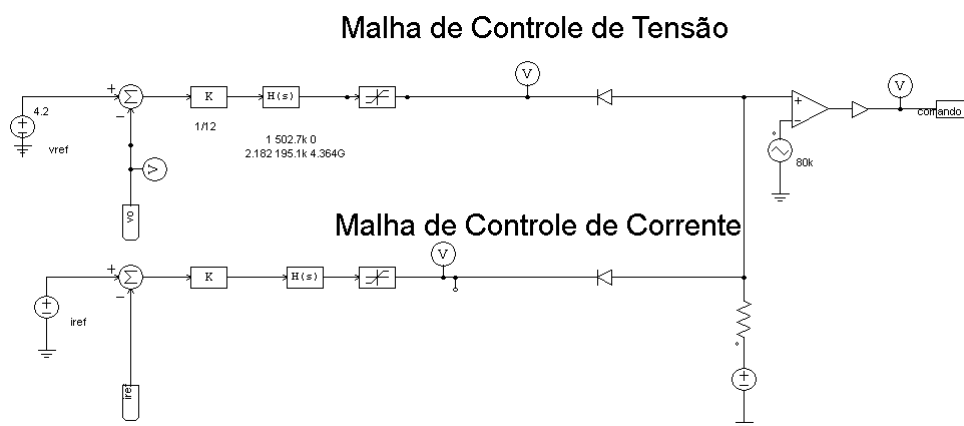 Malha de Controle de Tensão
V
V
+
Σ
−
K
H(s)
+
−
comando
4.2
1/12
1 502.7k 0
2.182 195.1k 4.364G
vref
V
80k
vo
Malha de Controle de Corrente
V
+
Σ
−
K
H(s)
iref